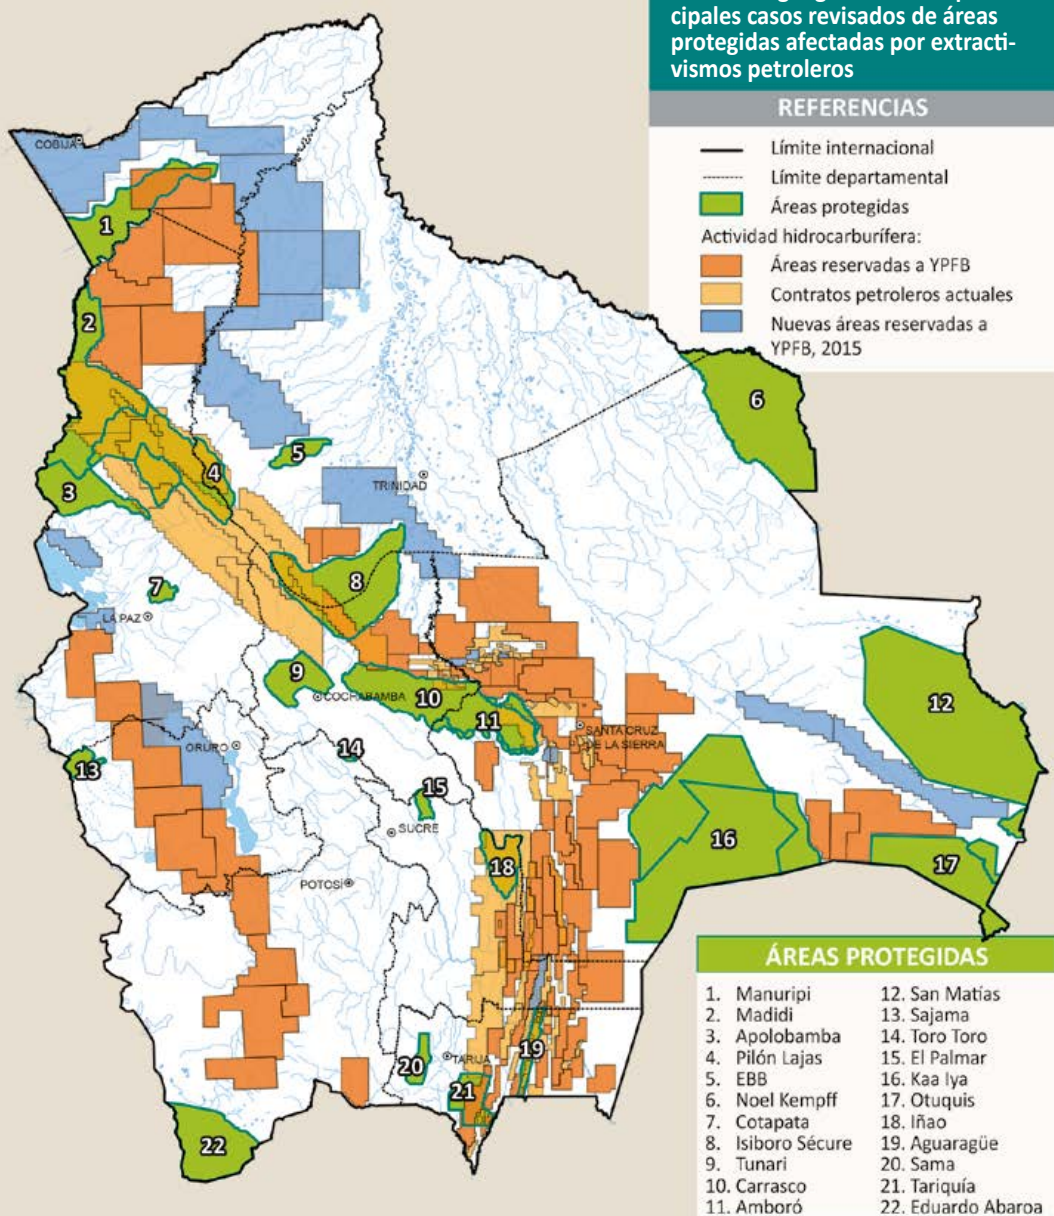 cipales casos revisados de áreas
protegidas afectadas por extracti-
vismos petroleros
REFERENCIAS
Límite internacional
Límite departamental
Áreas protegidas
Actividad hidrocarburífera:
Áreas reservadas a YPFB
Contratos petroleros actuales
Nuevas áreas reservadas a
YPFB, 2015
COBIJA
1
2
6
5
4
3
TRINIDAD
8
7
LA PAZ
9
COCHABAMBA
10
11
12
SANTA CRUZ
DE LA SIERRA
ORURO
14
13
15
SUCRE
16
17
18
POTOSÍ
19
20
TARIJA
21
22
ÁREAS PROTEGIDAS
1. Manuripi
2. Madidi
3. Apolobamba
4. Pilón Lajas
5. EBB
6. Noel Kempff
7. Cotapata
8. Isiboro Sécure
9. Tunari
10. Carrasco
11. Amboró
12. San Matías
13. Sajama
14. Toro Toro
15. El Palmar
16. Kaa Iya
17. Otuquis
18. Iñao
19. Aguaragüe
20. Sama
21. Tariquía
22. Eduardo Abaroa